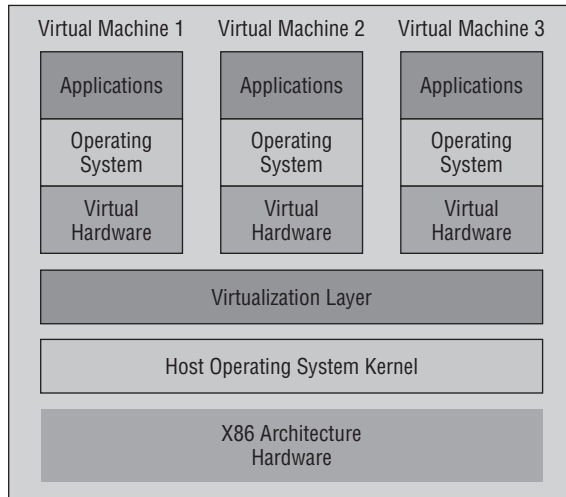 Virtual Machine 1
Virtual Machine 2
Virtual Machine 3
Applications
Applications
Applications
Operating
System
Operating
System
Operating
System
Virtual
Hardware
Virtual
Hardware
Virtual
Hardware
Virtualization Layer
Host Operating System Kernel
X86 Architecture
Hardware